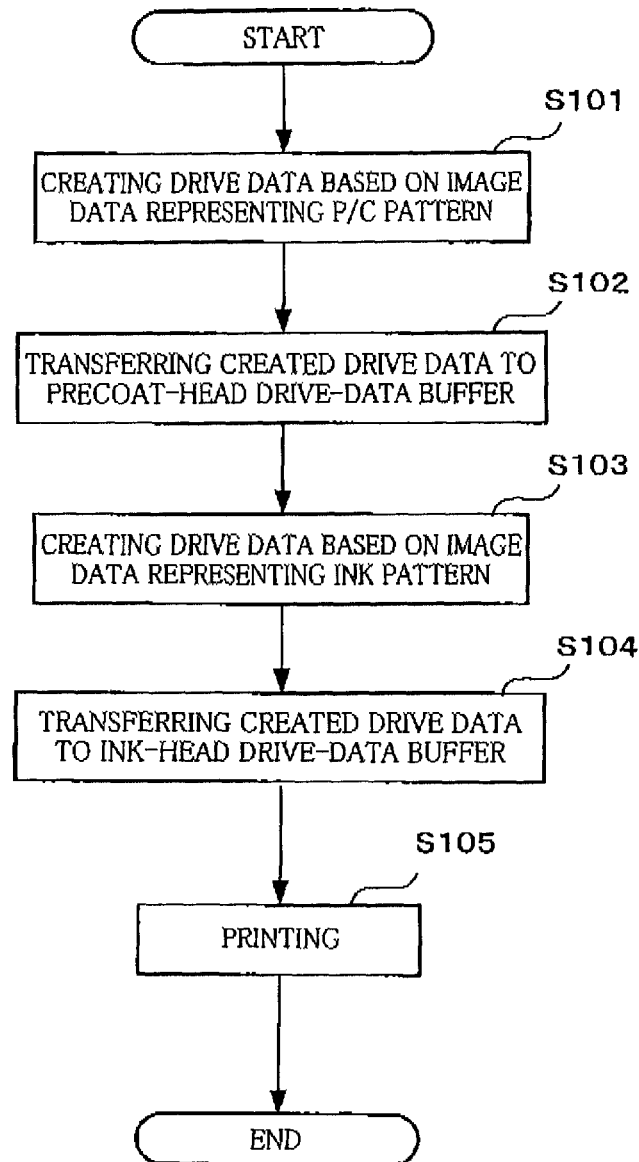 START
S101
CREATING DRIVE DATA BASED ON IMAGE
DATA REPRESENTING P/C PATTERN
S102
TRANSFERRING CREATED DRIVE DATA TO
PRECOAT-HEAD DRIVE-DATA BUFFER
S103
CREATING DRIVE DATA BASED ON IMAGE
DATA REPRESENTING INK PATTERN
S104
TRANSFERRING CREATED DRIVE DATA
TO INK-HEAD DRIVE-DATA BUFFER
S105
PRINTING
END